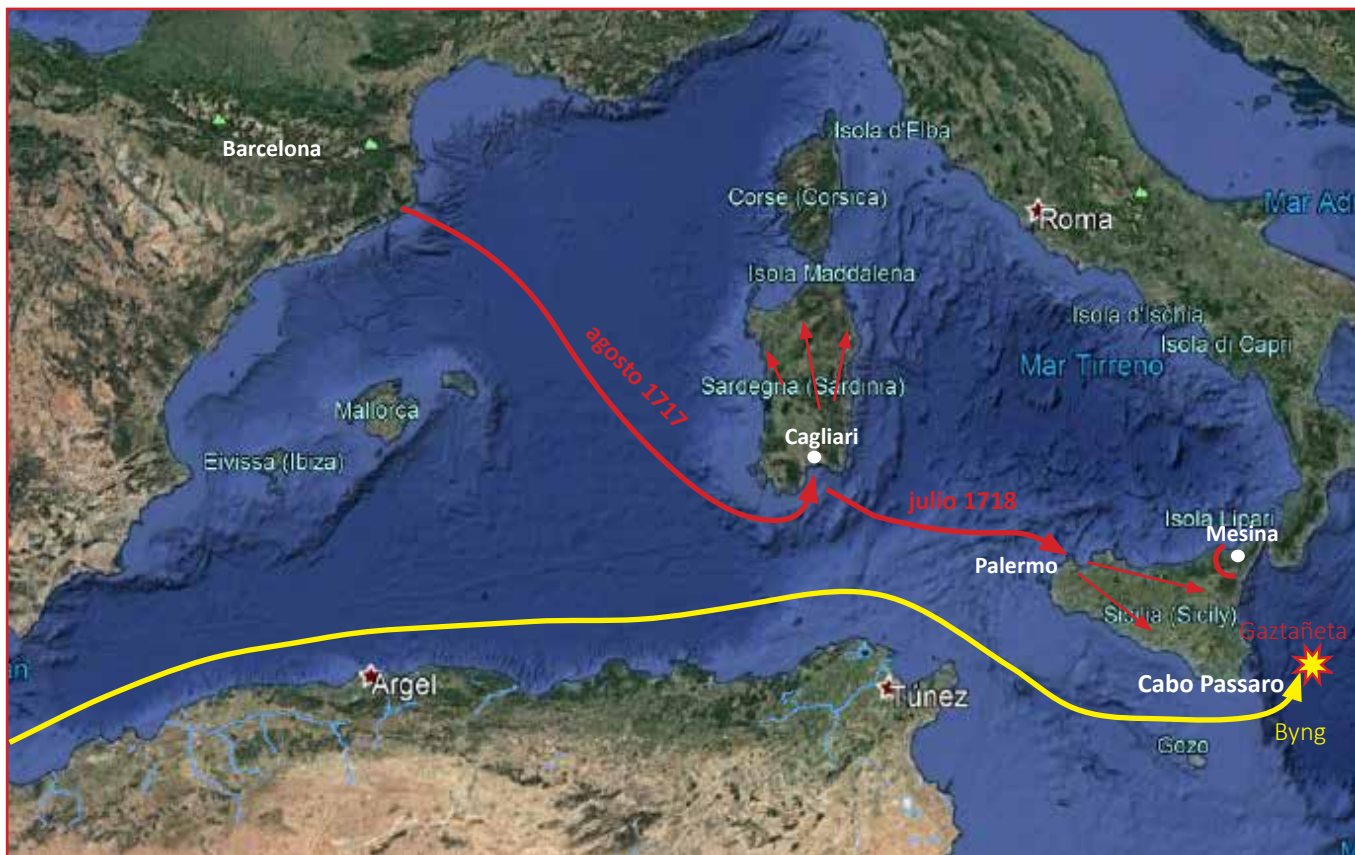 Barcelona
Isola d'Elba
Corse (Corsica)
Roma
Mar Ad
Isola Maddalena
Isola d'Ischia
Isola di Capri
Mar Tirreno
agosto 1717
Sardegna (Sardinia)
Mallorca
Cagliari
Eivissa (Ibiza)
julio 1718
Isola Lipari
Mesina
Palermo
Sicilia (Sicily)
Gaztañeta
Argel
Túnez
Cabo Passaro
Byng
Gozo